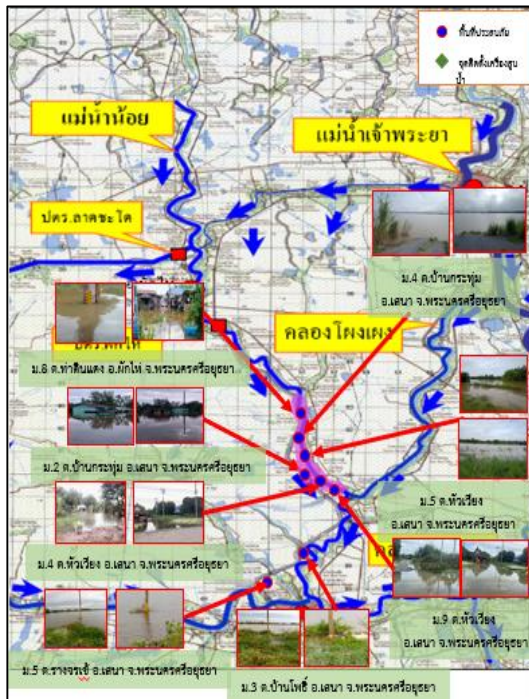 พื้นที่ประสบภัย
จุดติดตั้งเครื่องสูบ
น้ำ
แม่น้ำน้อย
แม่น้ำเจ้าพระยา
ปตร.ลาดชะโด
ม.4 ต.บ้านกระทุ่ม
อ.เสนา จ.พระนครศรีอยุธยา
คลองโผงเผง
ม.8 ต.ท่าดินแดง อ.ผักไห่ จ.พระนครศรีอยุธยา
ม.2 ต.บ้านกระทุ่ม อ.เสนา จ.พระนครศรีอยุธยา
ม.5 ต.หัวเวียง
อ.เสนา จ.พระนครศรีอยุธยา
ม.4 ต.หัวเวียง อ.เสนา จ.พระนครศรีอยุธยา
ม.9 ต.หัวเวียง
อ.เสนา จ.พระนครศรีอยุธยา
ม.5 ต.รางจรเข้ อ.เสนา จ.พระนครศรีอยุธยา
ม.3 ต.บ้านโพธิ์ อ.เสนา จ.พระนครศรีอยุธยา